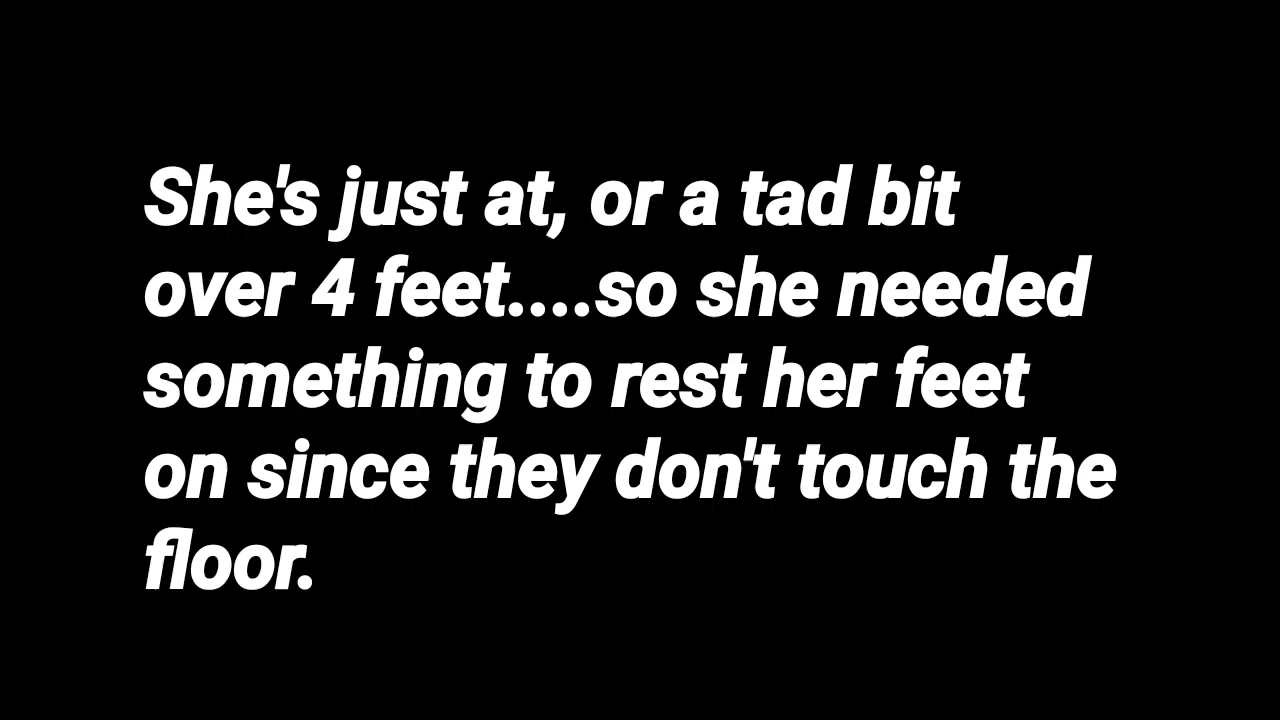 She's just at, or a tad bit
over 4 feet....so she needed
something to rest her feet
on since they don't touch the
floor.